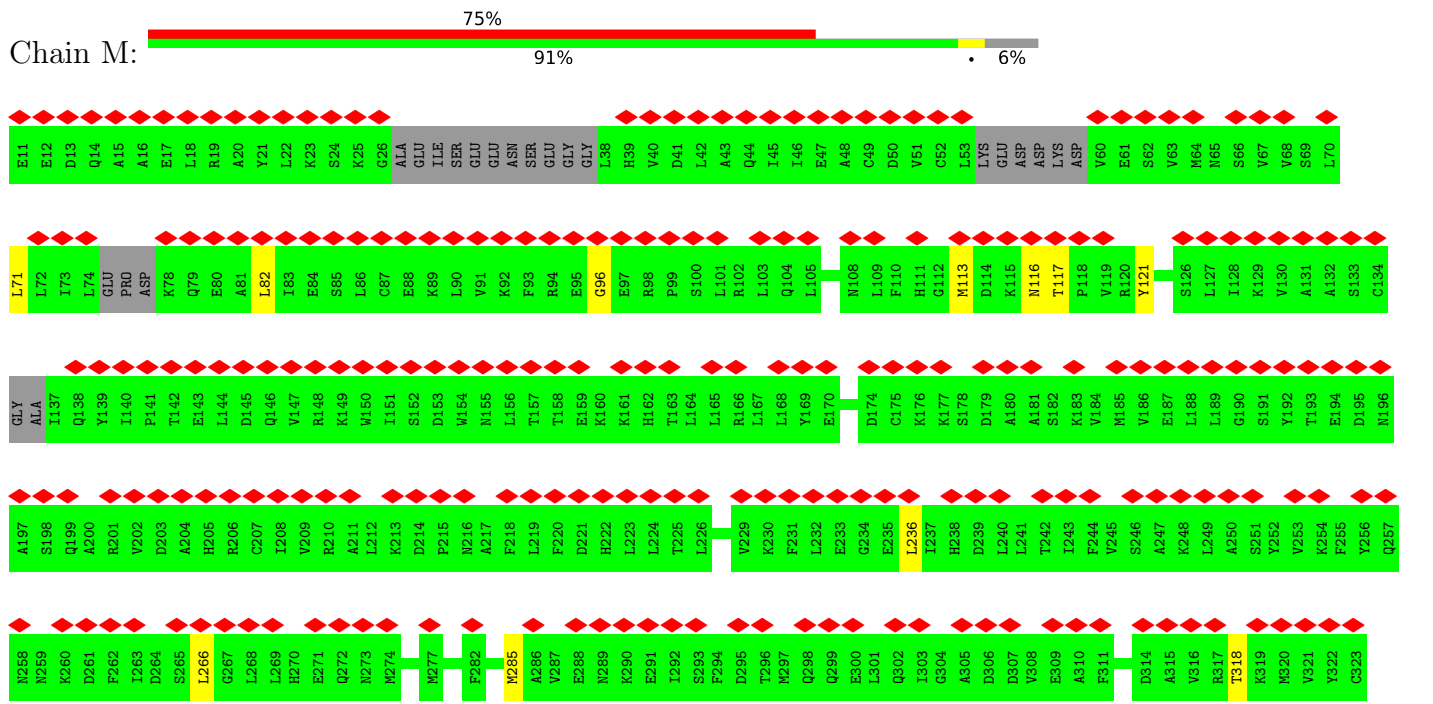 75%
Chain M:
91%
•
6%
E11 E12 D13 Q14 A15 A16 E17 L18 R19 A20 Y21 L22 K23 S24 K25 G26 ALA GLU ILE SER GLU GLU ASN SER GLU GLY GLY L38 H39 V40 D41 L42 A43 Q44 I45 I46 E47 A48 C49 D50 V51 C52 L53 LYS GLU ASP ASP LYS ASP V60 E61 S62 V63 M64 N65 S66 V67 V68 S69 L70
L71 L72 I73 L74 GLU PRO ASP K78 Q79 E80 A81 L82 I83 E84 S85 L86 C87 E88 K89 L90 V91 K92 F93 R94 E95 G96 E97 R98 P99 S100 L101 R102 L103 Q104 L105 N108 L109 F110 H111 G112 M113 D114 K115 N116 T117 P118 V119 R120 Y121 S126 L127 I128 K129 V130 A131 A132 S133 C134
GLY ALA I137 Q138 Y139 I140 P141 T142 E143 L144 D145 Q146 V147 R148 K149 W150 I151 S152 D153 W154 N155 L156 T157 T158 E159 K160 K161 H162 T163 L164 L165 R166 L167 L168 Y169 E170 D174 C175 K176 K177 S178 D179 A180 A181 S182 K183 V184 M185 V186 E187 L188 L189 G190 S191 Y192 T193 E194 D195 N196
A197 S198 Q199 A200 R201 V202 D203 A204 H205 R206 C207 I208 V209 R210 A211 L212 K213 D214 P215 N216 A217 F218 L219 F220 D221 H222 L223 L224 T225 L226 V229 K230 F231 L232 E233 G234 E235 L236 I237 H238 D239 L240 L241 T242 I243 F244 V245 S246 A247 K248 L249 A250 S251 Y252 V253 K254 F255 Y256 Q257
N258 N259 K260 D261 F262 I263 D264 S265 L266 G267 L268 L269 H270 E271 Q272 N273 M274 M277 F282 M285 A286 V287 E288 N289 K290 E291 I292 S293 F294 D295 T296 M297 Q298 Q299 E300 L301 Q302 I303 G304 A305 D306 D307 V308 E309 A310 F311 D314 A315 V316 R317 T318 K319 M320 V321 Y322 C323